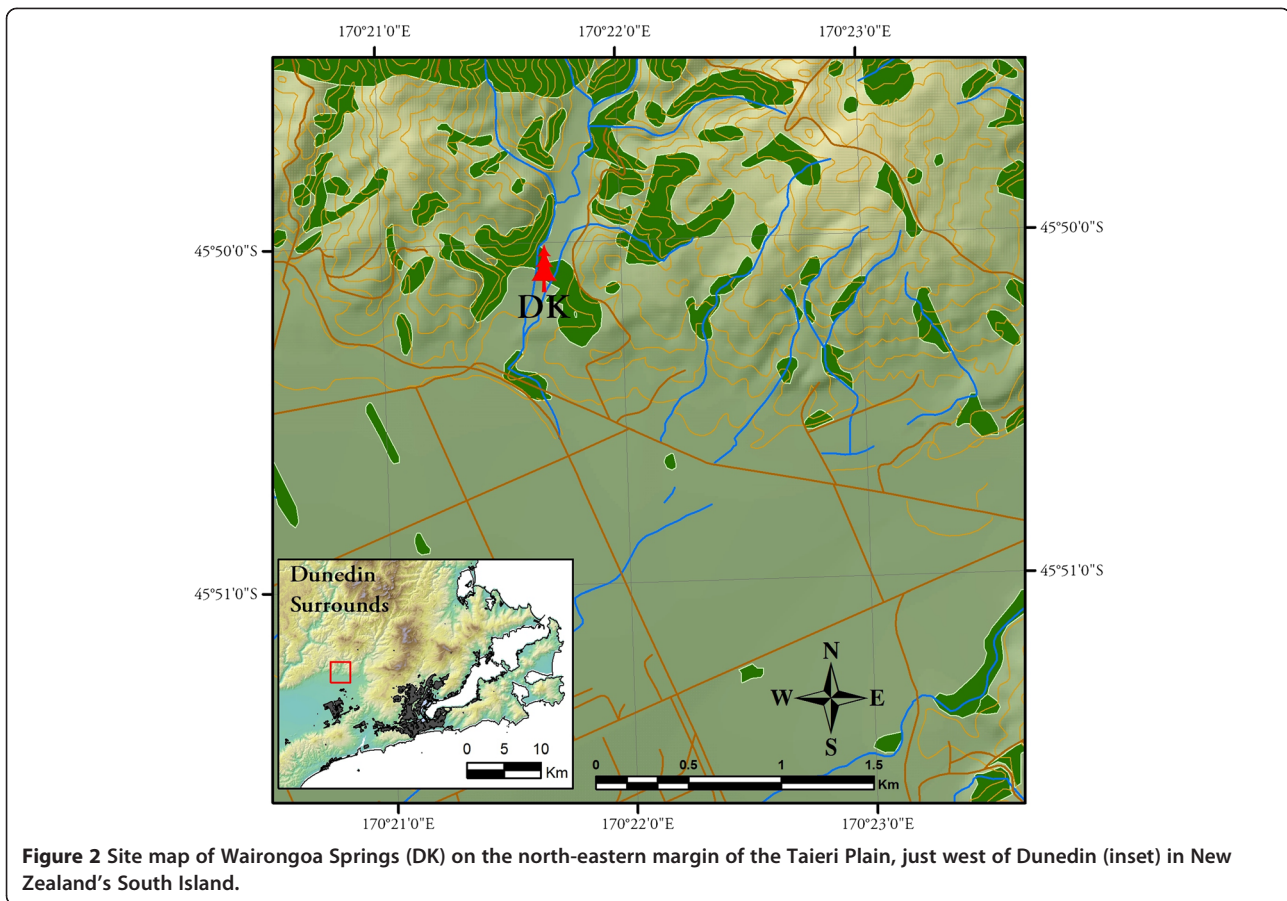 170°21'0"E 170°22'0"E 170°23'0"E
45°50'0"S
45°50'0"S
DK
45°51'0"S
45°51'0"S
Dunedin
Surrounds
0 5 10
Km
N
W E
S
0 0.5 1 1.5
Km
170°21'0"E 170°22'0"E 170°23'0"E
Figure 2 Site map of Wairongoa Springs (DK) on the north-eastern margin of the Taieri Plain, just west of Dunedin (inset) in New
Zealand's South Island.